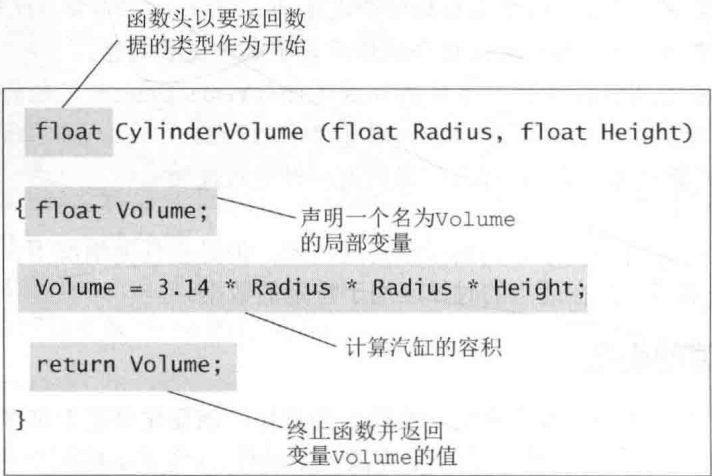 函数头以要返回数
据的类型作为开始
float CylinderVolume (float Radius, float Height)
{ float Volume;
声明一个名为Volume
的局部变量
Volume = 3.14 * Radius * Radius * Height;
计算汽缸的容积
return Volume;
}
终止函数并返回
变量Volume的值